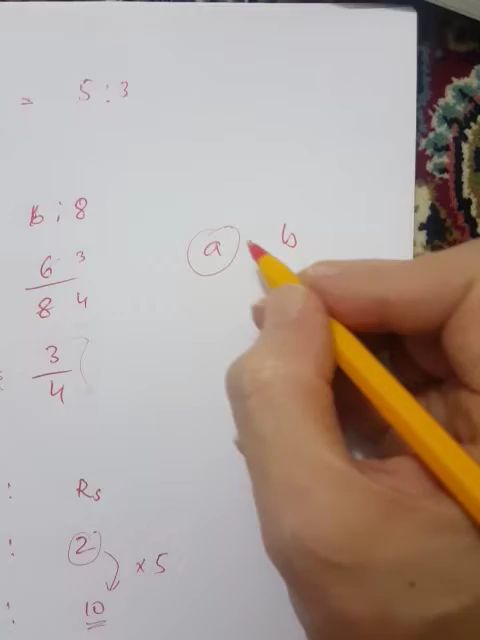 = 5 : 3
6 : 8
a b
6 3
8 4
3
4
: Rs
: 2
× 5
: 10